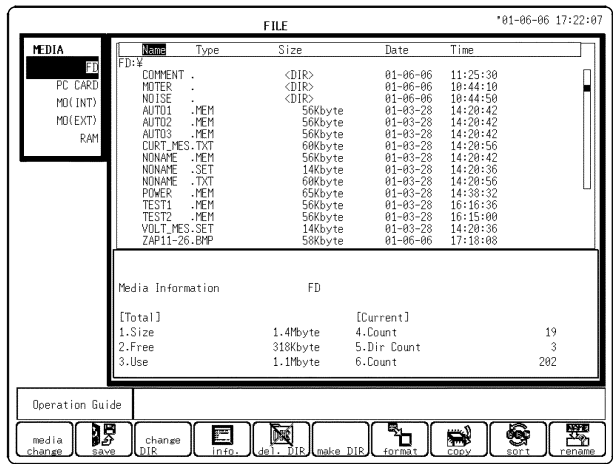 FILE
'01-06-06 17:22:07
MEDIA
FD
PC CARD
MO(INT)
MO(EXT)
RAM
Name Type Size Date Time
FD:¥
COMMENT . <DIR> 01-06-06 11:25:30
MOTER . <DIR> 01-06-06 10:44:10
NOISE . <DIR> 01-06-06 10:44:50
AUTO1 .MEM 56Kbyte 01-03-28 14:20:42
AUTO2 .MEM 56Kbyte 01-03-28 14:20:42
AUTO3 .MEM 56Kbyte 01-03-28 14:20:42
CURT_MES.TXT 60Kbyte 01-03-28 14:20:56
NONAME .MEM 56Kbyte 01-03-28 14:20:42
NONAME .SET 14Kbyte 01-03-28 14:20:36
NONAME .TXT 60Kbyte 01-03-28 14:20:56
POWER .MEM 65Kbyte 01-03-28 14:38:32
TEST1 .MEM 56Kbyte 01-03-28 16:16:36
TEST2 .MEM 56Kbyte 01-03-28 16:15:00
VOLT_MES.SET 14Kbyte 01-03-28 14:20:36
ZAP11-26.BMP 58Kbyte 01-06-06 17:18:08
Media Information FD
[Total] [Current]
1.Size 1.4Mbyte 4.Count 19
2.Free 318Kbyte 5.Dir Count 3
3.Use 1.1Mbyte 6.Count 202
Operation Guide
media change
save
change DIR
info.
del. DIR
make DIR
format
copy
sort
rename